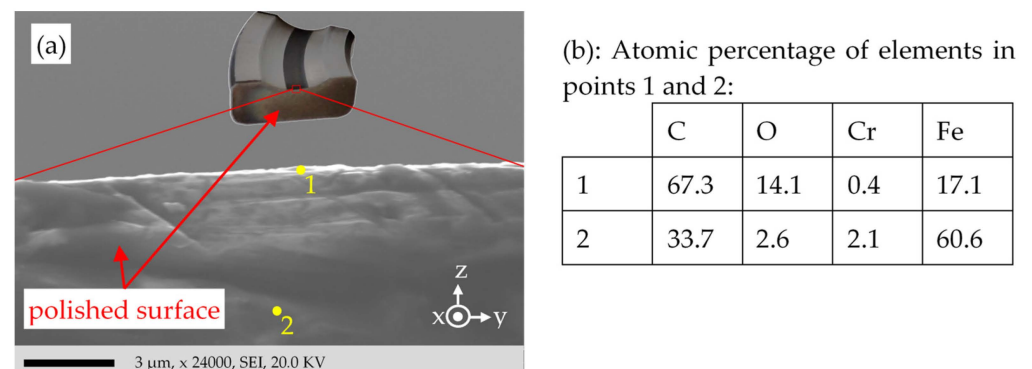 (a)
1
z
x
y
polished surface
2
3 µm, x 24000, SEI, 20.0 KV
(b): Atomic percentage of elements in
points 1 and 2:
C O Cr Fe
1 67.3 14.1 0.4 17.1
2 33.7 2.6 2.1 60.6